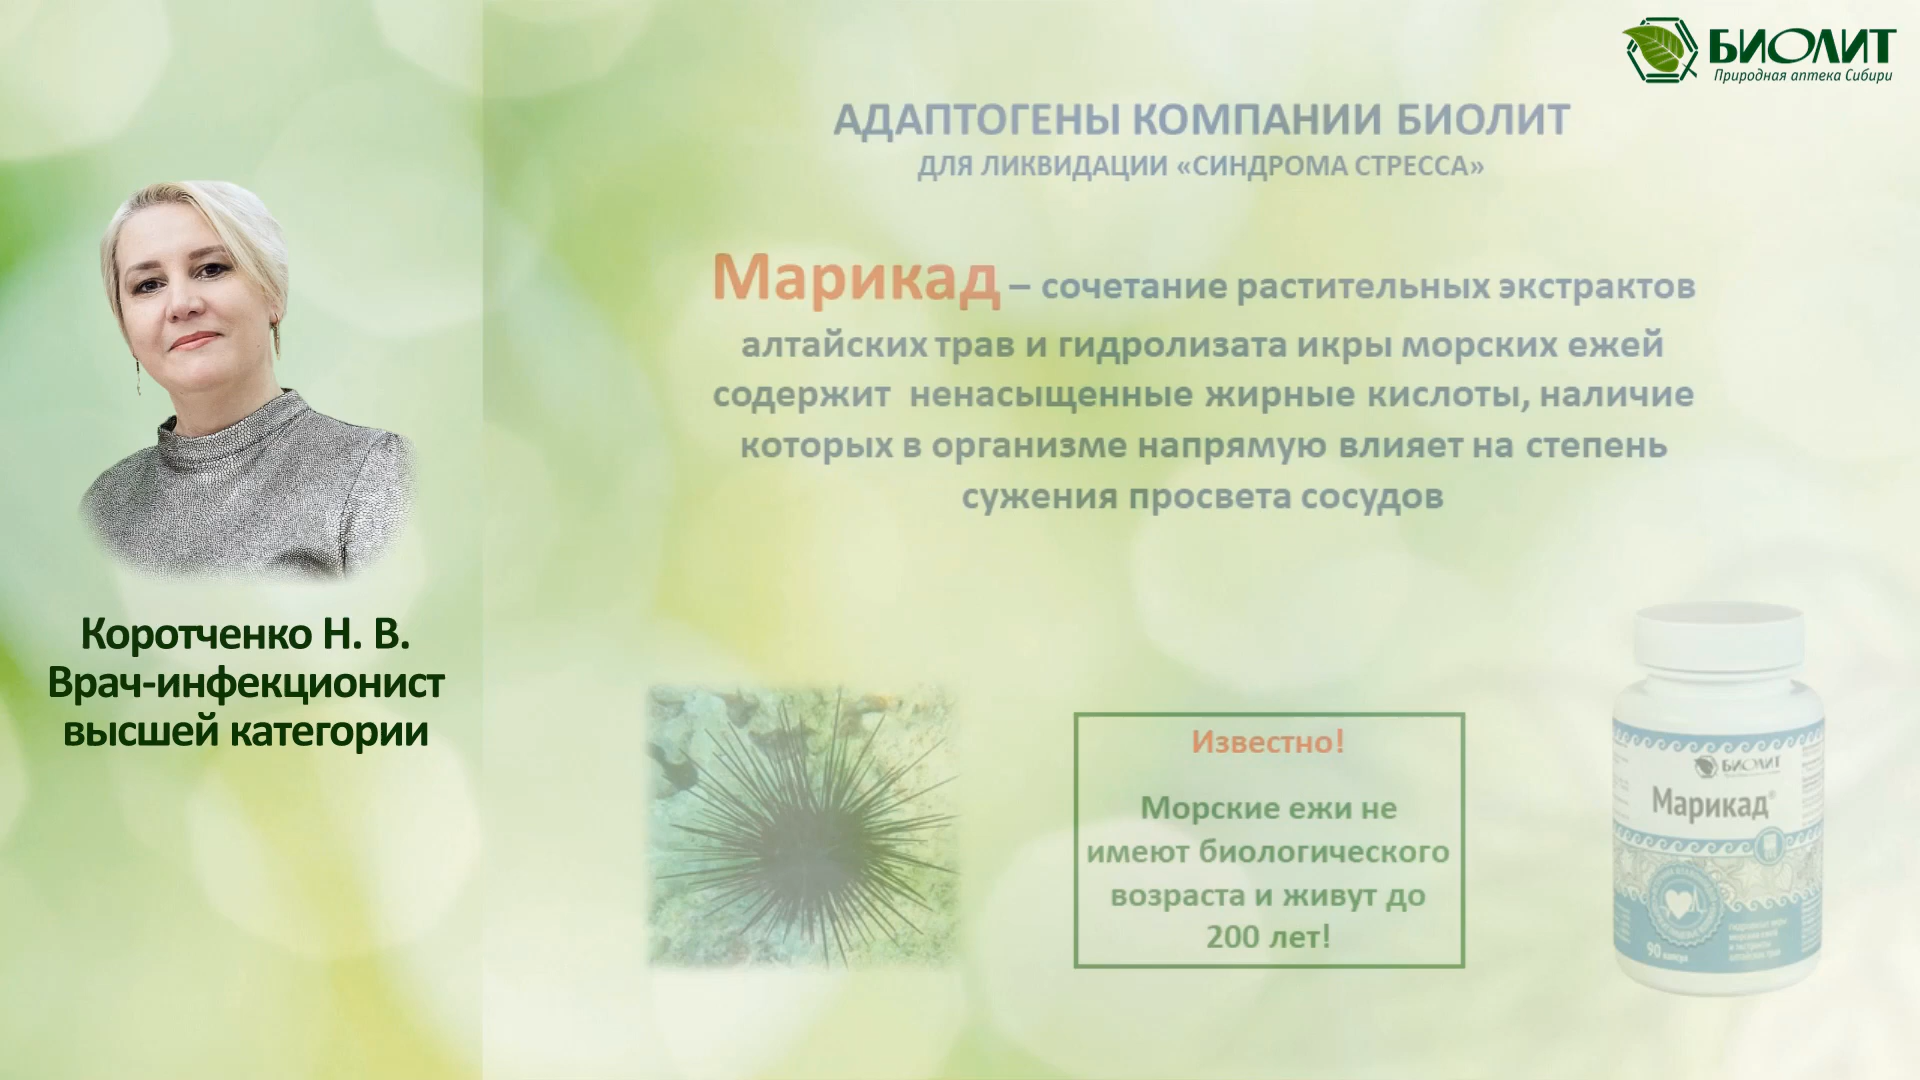 БИОЛИТ
Природная аптека Сибири
АДАПТОГЕНЫ КОМПАНИИ БИОЛИТ
ДЛЯ ЛИКВИДАЦИИ «СИНДРОМА СТРЕССА»
Марикад – сочетание растительных экстрактов
алтайских трав и гидролизата икры морских ежей
содержит ненасыщенные жирные кислоты, наличие
которых в организме напрямую влияет на степень
сужения просвета сосудов
Коротченко Н. В.
Врач-инфекционист
высшей категории
Известно!
Морские ежи не
имеют биологического
возраста и живут до
200 лет!
БИОЛИТ
Марикад®
90 капсул